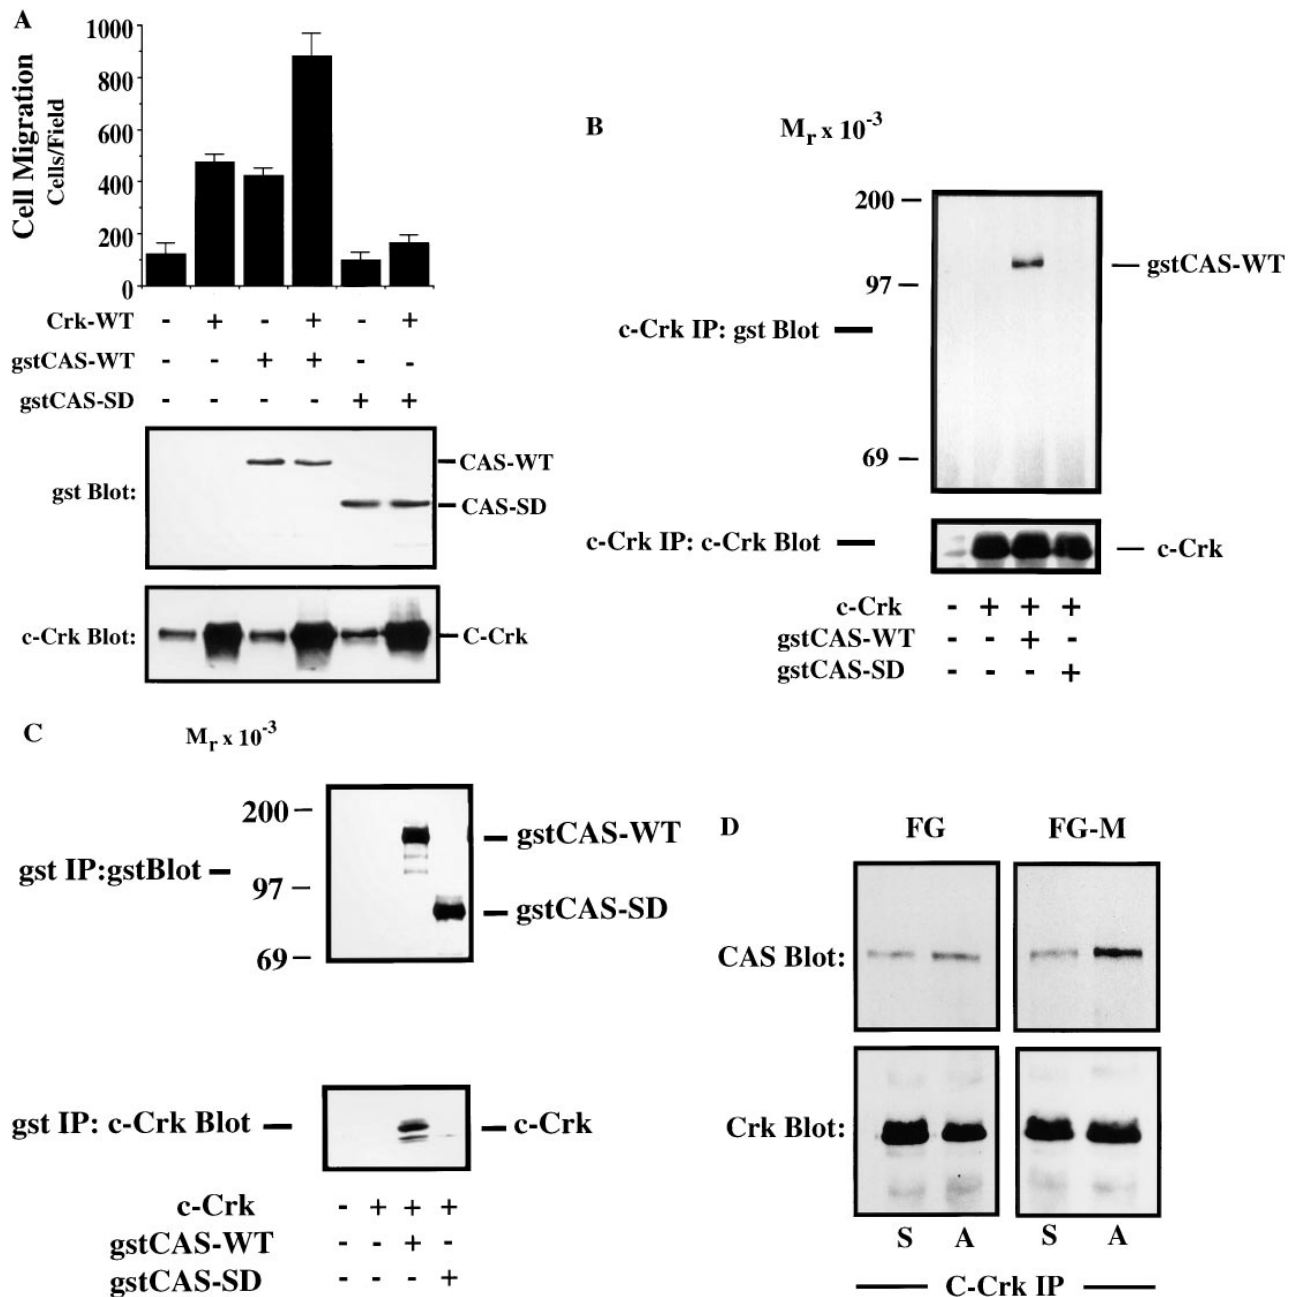 A
Cell Migration
Cells/Field
1000
800
600
400
200
0
Crk-WT - + - + - +
gstCAS-WT - - + + - -
gstCAS-SD - - - - + +
gst Blot:
CAS-WT
CAS-SD
c-Crk Blot:
C-Crk
B
Mr x 10-3
200
97
69
gstCAS-WT
c-Crk IP: gst Blot
c-Crk IP: c-Crk Blot
c-Crk
c-Crk - + + +
gstCAS-WT - - + -
gstCAS-SD - - - +
C
Mr x 10-3
200
97
69
gst IP:gstBlot
gstCAS-WT
gstCAS-SD
gst IP: c-Crk Blot
c-Crk
c-Crk - + + +
gstCAS-WT - - + -
gstCAS-SD - - - +
D
FG FG-M
CAS Blot:
Crk Blot:
S A S A
C-Crk IP